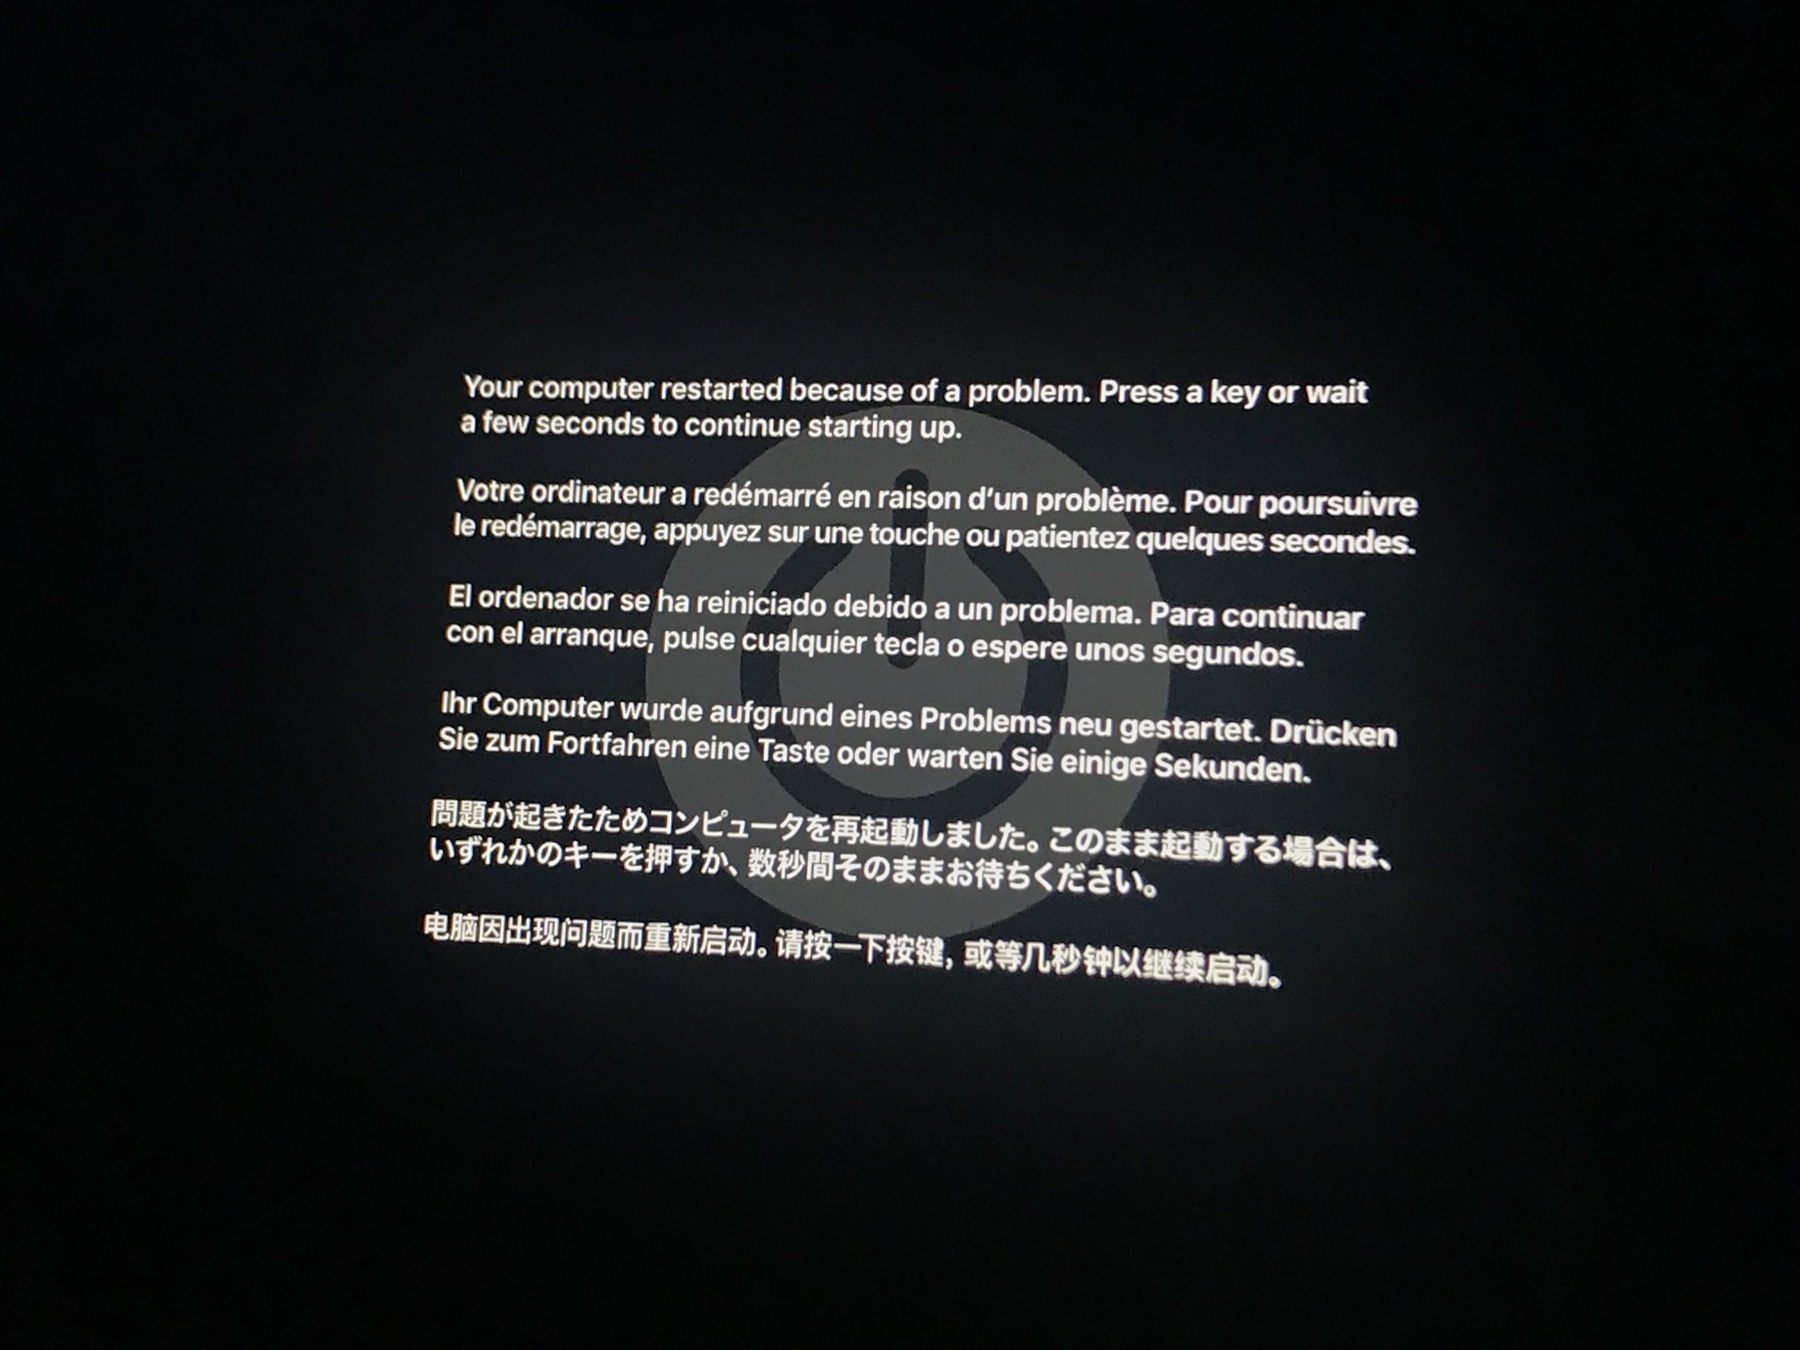 Your computer restarted because of a problem. Press a key or wait
a few seconds to continue starting up.
Votre ordinateur a redémarré en raison d’un problème. Pour poursuivre
le redémarrage, appuyez sur une touche ou patientez quelques secondes.
El ordenador se ha reiniciado debido a un problema. Para continuar
con el arranque, pulse cualquier tecla o espere unos segundos.
Ihr Computer wurde aufgrund eines Problems neu gestartet. Drücken
Sie zum Fortfahren eine Taste oder warten Sie einige Sekunden.
問題が起きたためコンピュータを再起動しました。このまま起動する場合は、
いずれかのキーを押すか、数秒間そのままお待ちください。
电脑因出现问题而重新启动。请按一下按键，或等几秒钟以继续启动。